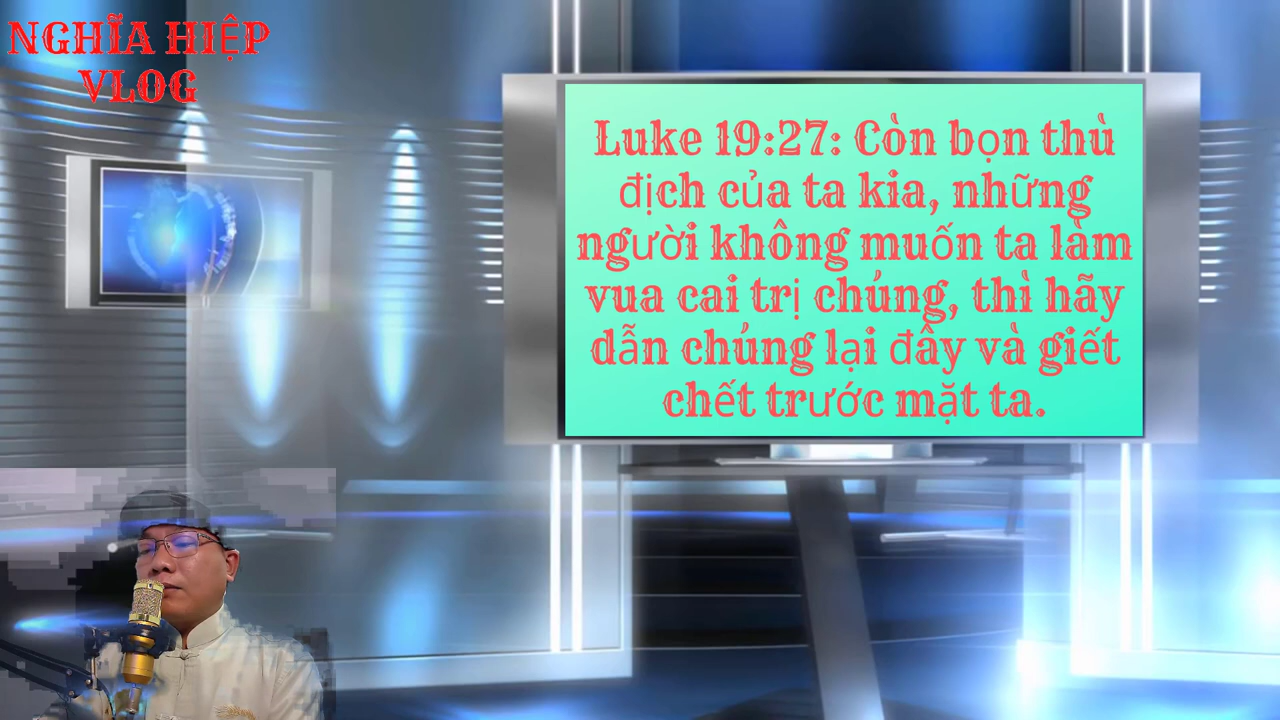 NGHĨA HIỆP
VLOG
Luke 19:27: Còn bọn thù
địch của ta kia, những
người không muốn ta làm
vua cai trị chúng, thì hãy
dẫn chúng lại đây và giết
chết trước mặt ta.